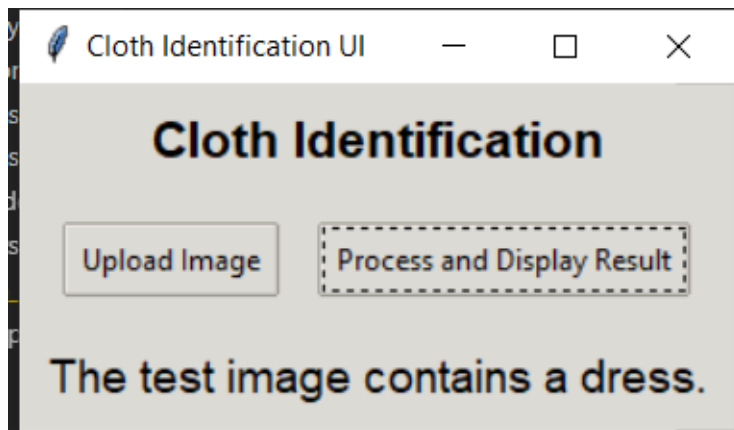 Cloth Identification UI
Cloth Identification
Upload Image
Process and Display Result
The test image contains a dress.